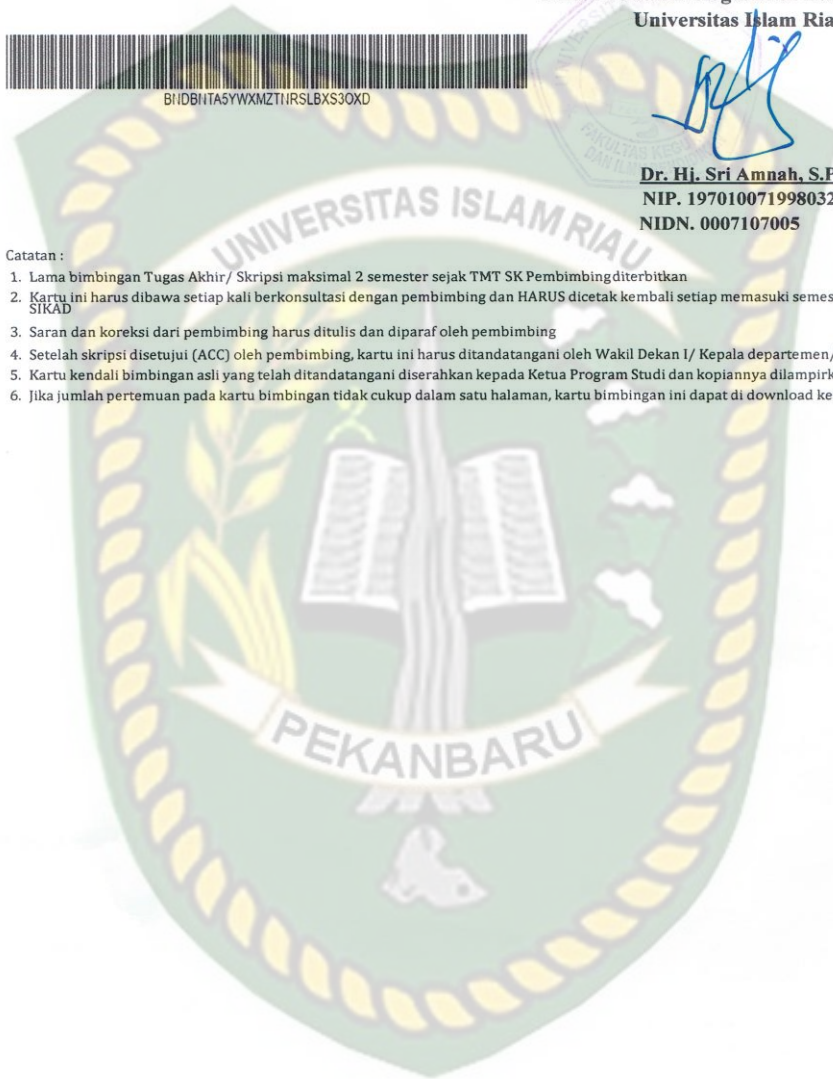 Universitas Islam Ria
BNDBNTA5YWXMZTNRSLBXS3OXD
FAKULTAS KEGU
DAN ILMU
Dr. Hj. Sri Amnah, S.P
NIP. 197010071998032
NIDN. 0007107005
UNIVERSITAS ISLAM RIAU
Catatan :
1. Lama bimbingan Tugas Akhir/ Skripsi maksimal 2 semester sejak TMT SK Pembimbing diterbitkan
2. Kartu ini harus dibawa setiap kali berkonsultasi dengan pembimbing dan HARUS dicetak kembali setiap memasuki semes
SIKAD
3. Saran dan koreksi dari pembimbing harus ditulis dan diparaf oleh pembimbing
4. Setelah skripsi disetujui (ACC) oleh pembimbing, kartu ini harus ditandatangani oleh Wakil Dekan I/ Kepala departemen/
5. Kartu kendali bimbingan asli yang telah ditandatangani diserahkan kepada Ketua Program Studi dan kopiannya dilampirk
6. Jika jumlah pertemuan pada kartu bimbingan tidak cukup dalam satu halaman, kartu bimbingan ini dapat di download ke
PEKANBARU